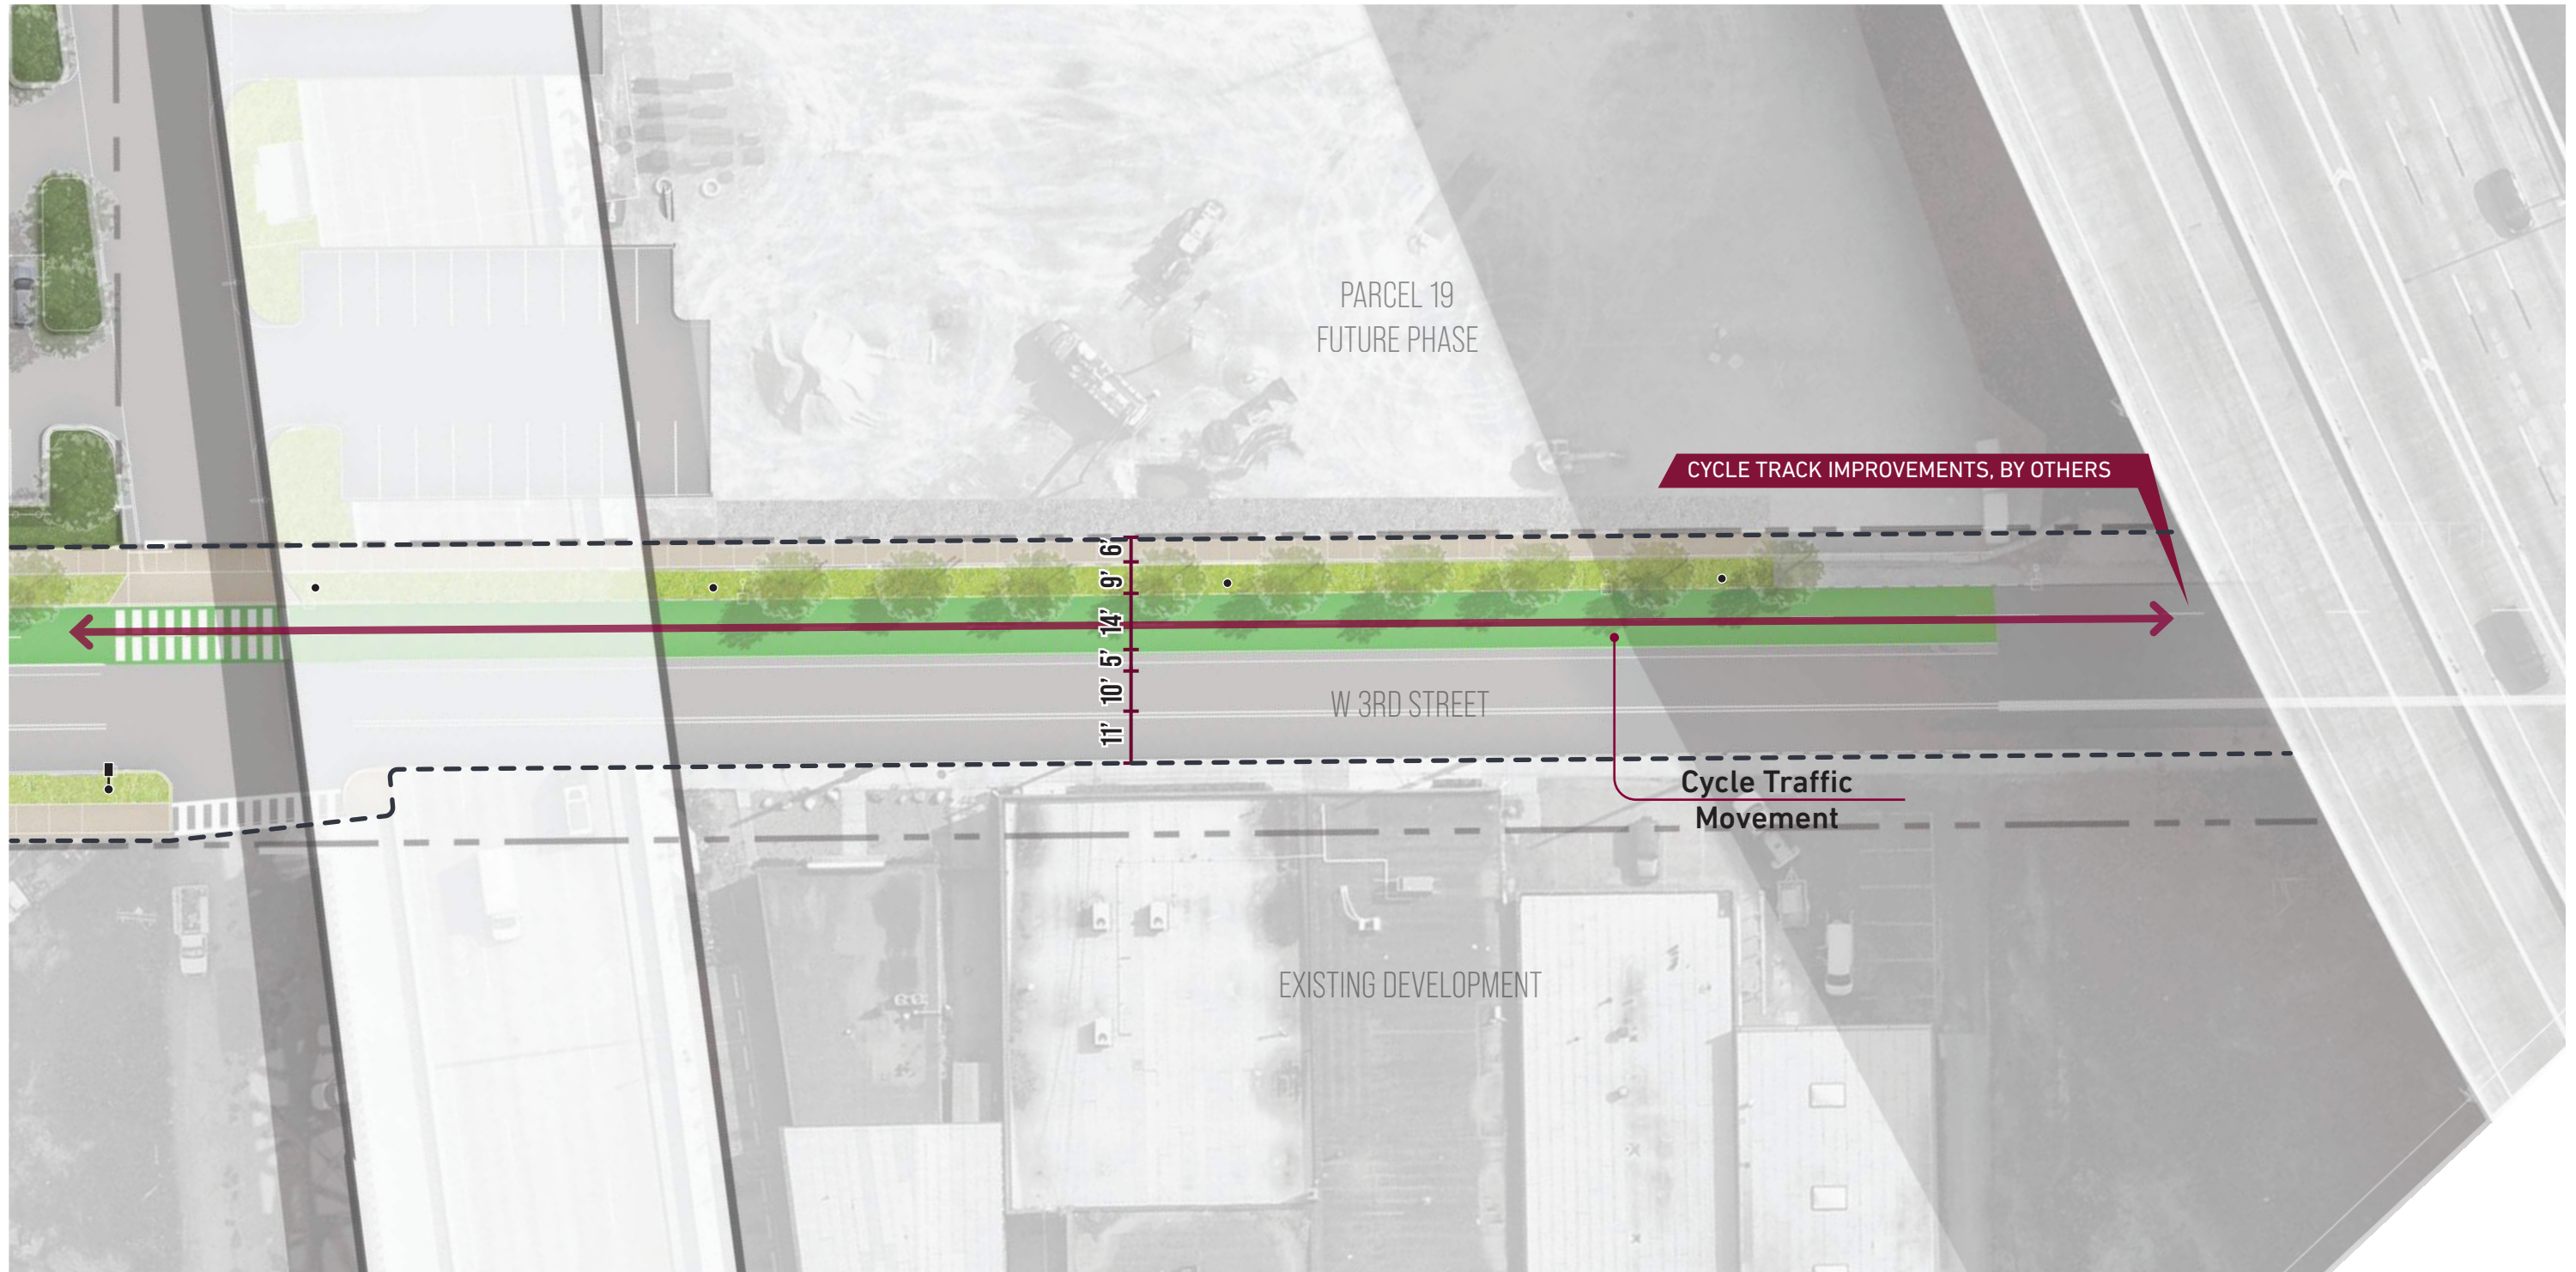 PARCEL 19
FUTURE PHASE
CYCLE TRACK IMPROVEMENTS, BY OTHERS
6'
9'
14'
5'
10'
11'
W 3RD STREET
Cycle Traffic
Movement
EXISTING DEVELOPMENT